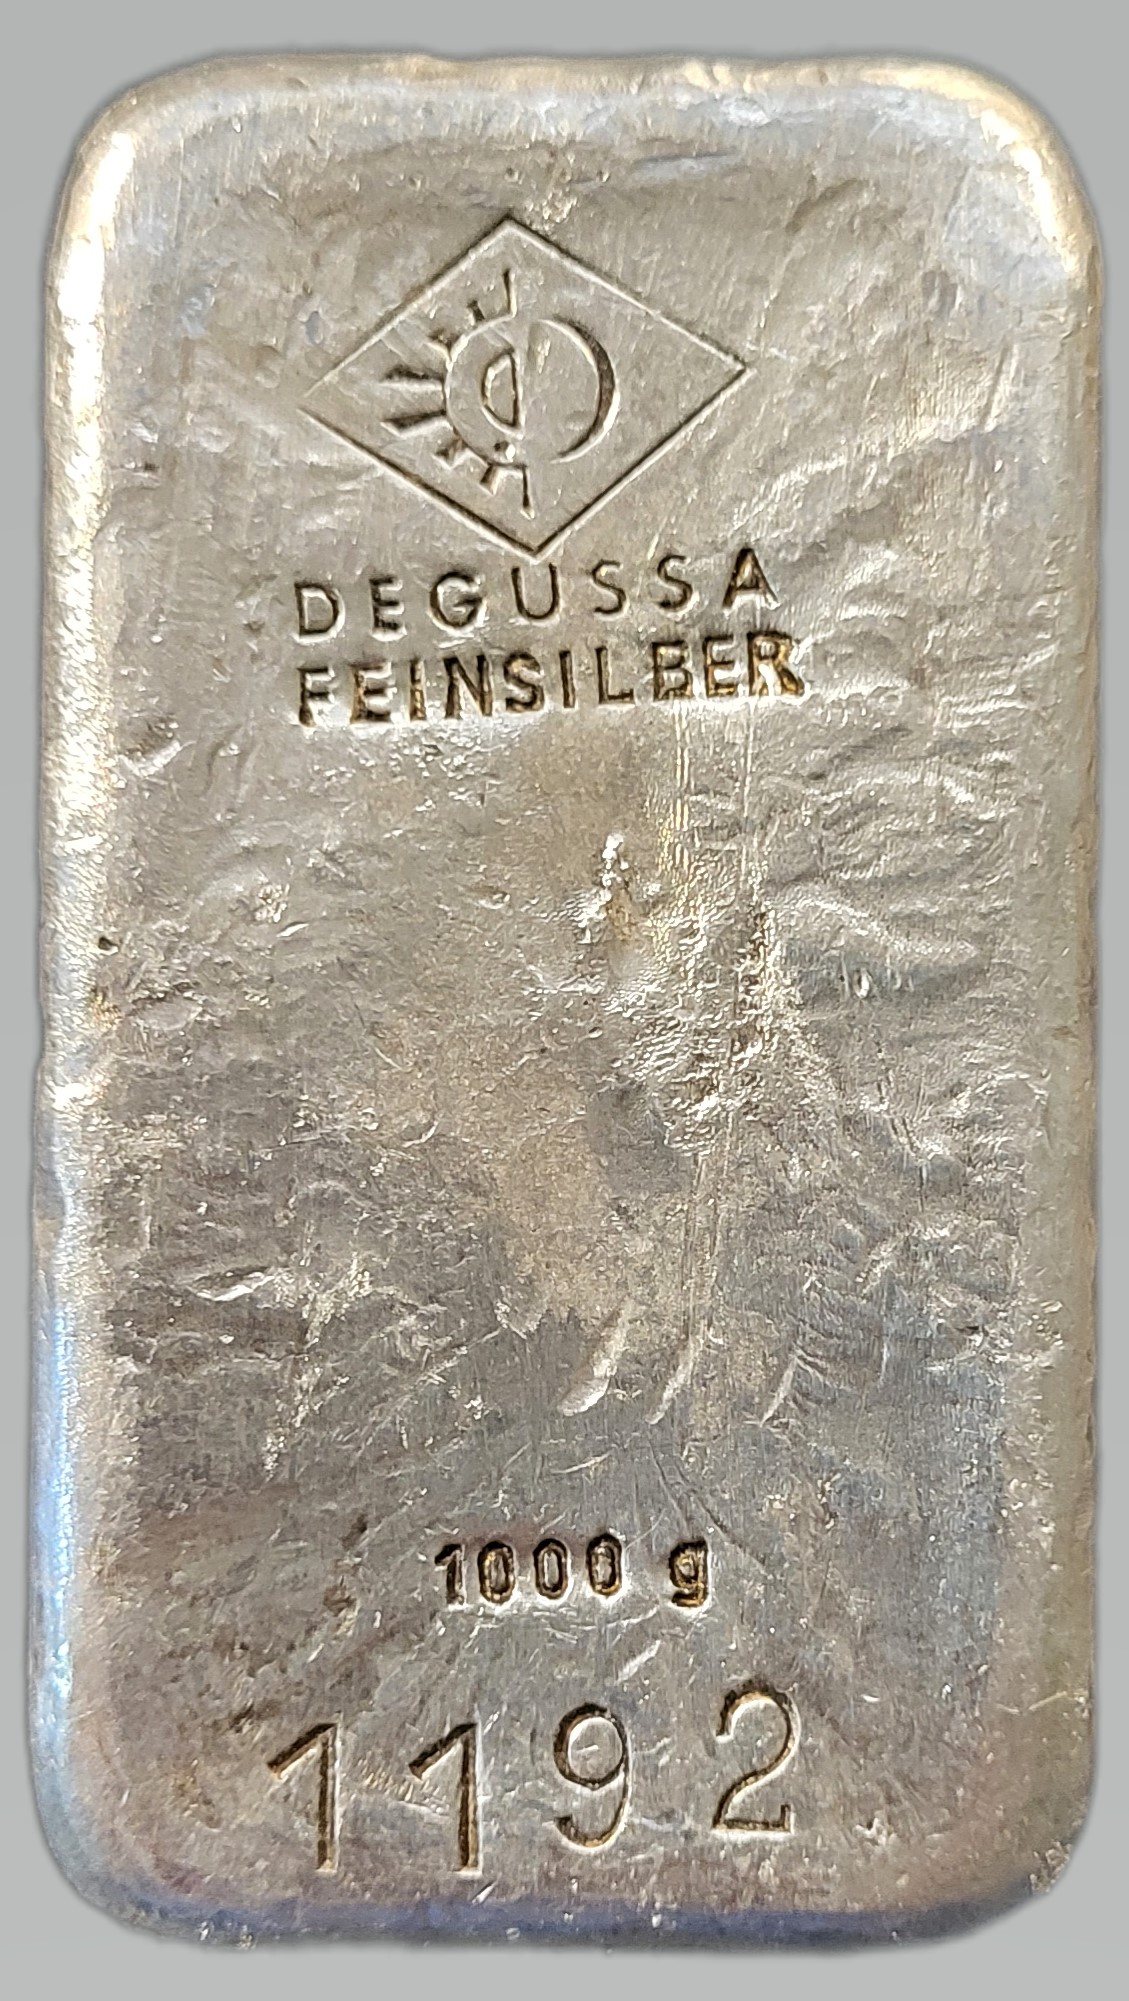 DEGUSSA
FEINSILBER
1000 g
1192